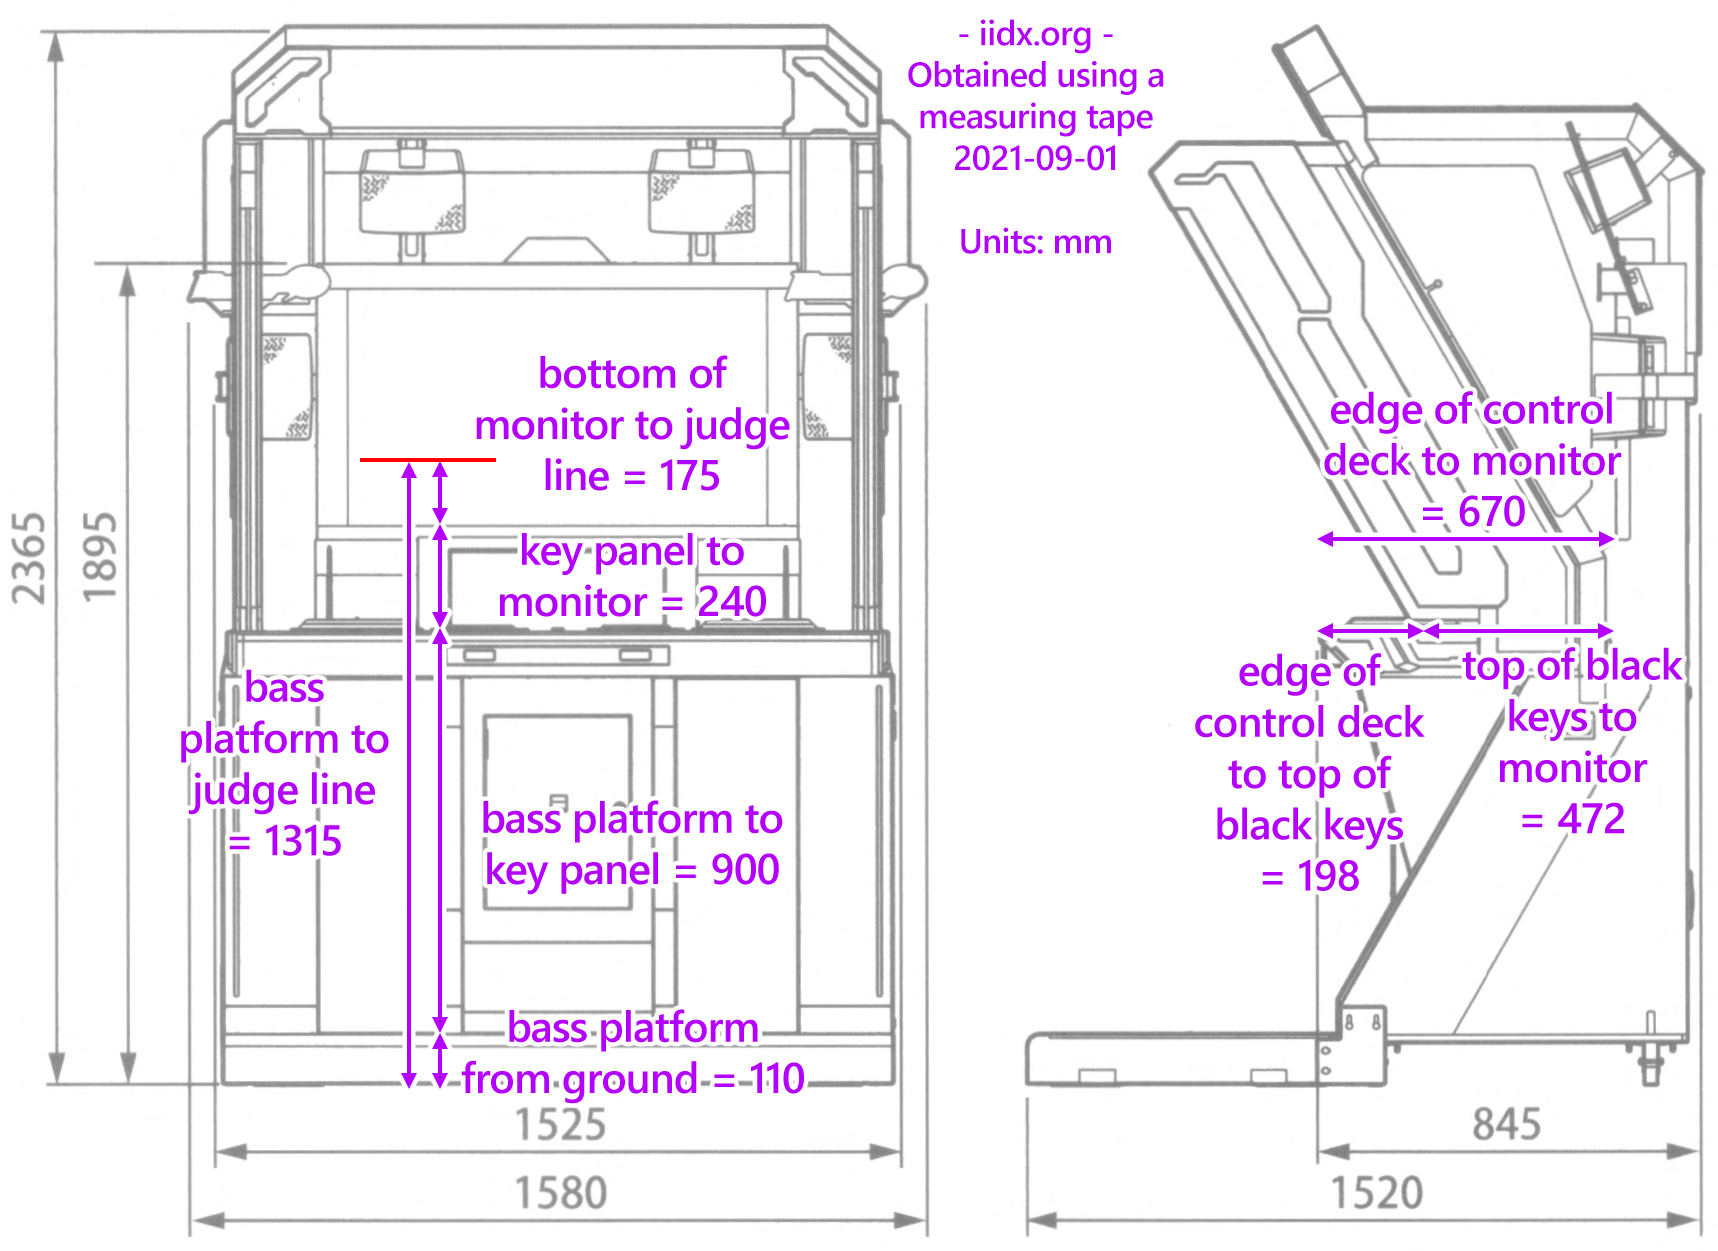 - iidx.org -
Obtained using a
measuring tape
2021-09-01
Units: mm
2365
1895
bottom of
monitor to judge
line = 175
key panel to
monitor = 240
bass
platform to
judge line
= 1315
bass platform to
key panel = 900
bass platform
from ground = 110
1525
1580
edge of control
deck to monitor
= 670
edge of
control deck
to top of
black keys
= 198
top of black
keys to
monitor
= 472
845
1520